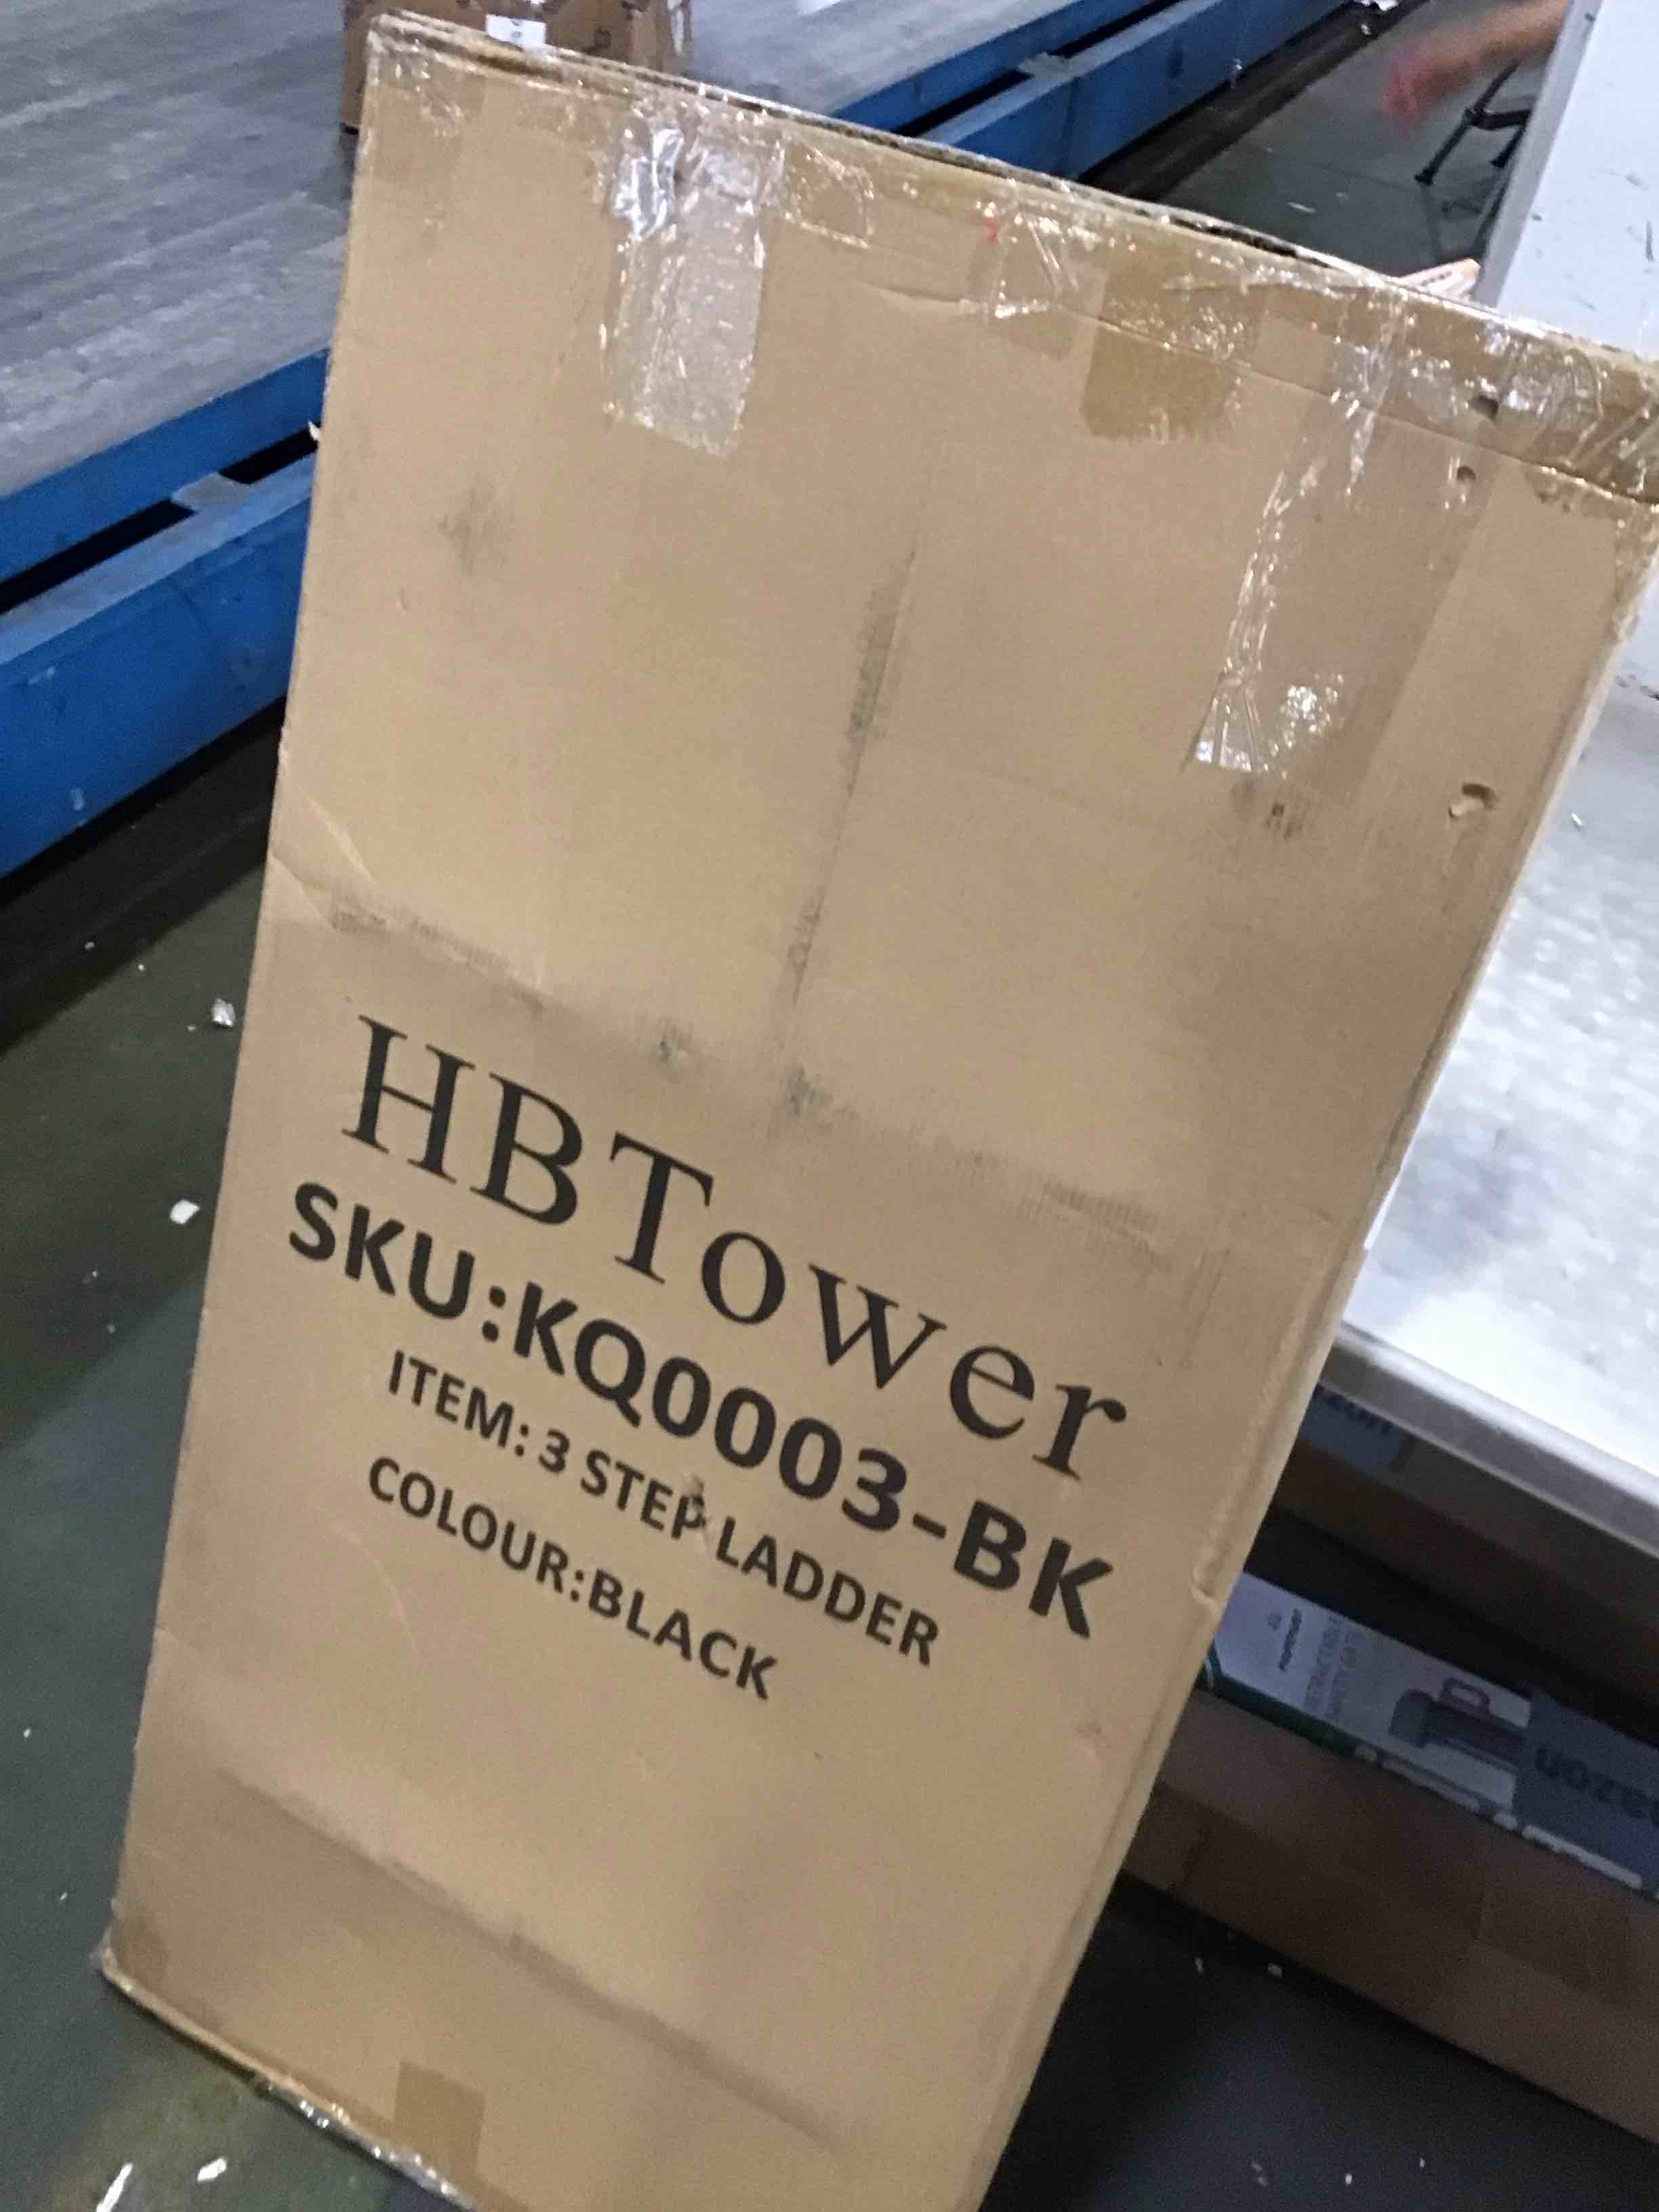 HBTower
SKU:KQ0003-BK
ITEM: 3 STEP LADDER
COLOUR:BLACK